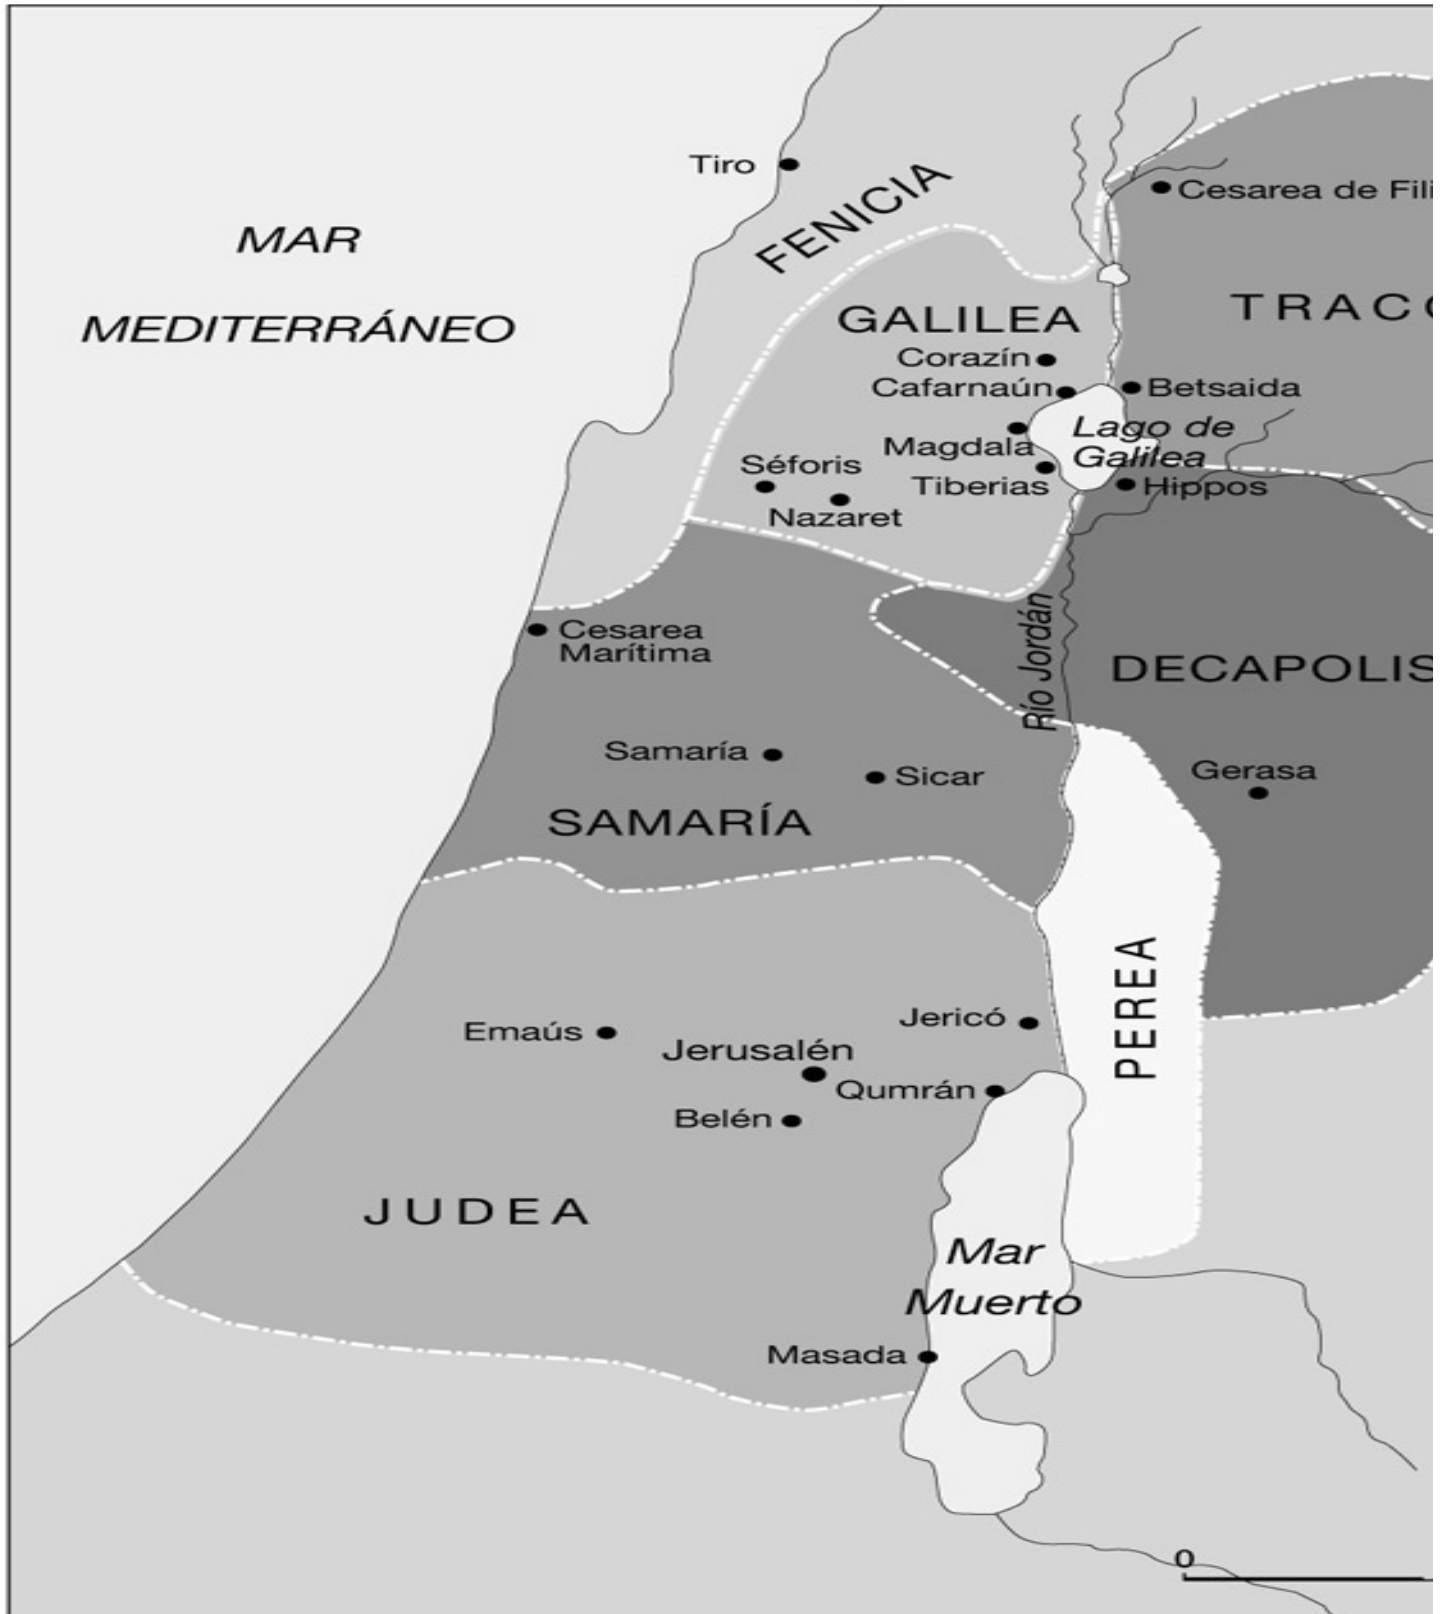 Tiro
FENICIA
MAR
MEDITERRÁNEO
Cesarea de Fili
TRACO
GALILEA
Corazín
Cafarnaún
Betsaida
Lago de
Galilea
Magdala
Séforis
Tiberias
Hippos
Nazaret
Cesarea
Marítima
Río Jordán
DECAPOLIS
Samaría
Sicar
Gerasa
SAMARÍA
PEREA
Jericó
Emaús
Jerusalén
Qumrán
Belén
JUDEA
Mar
Muerto
Masada
0